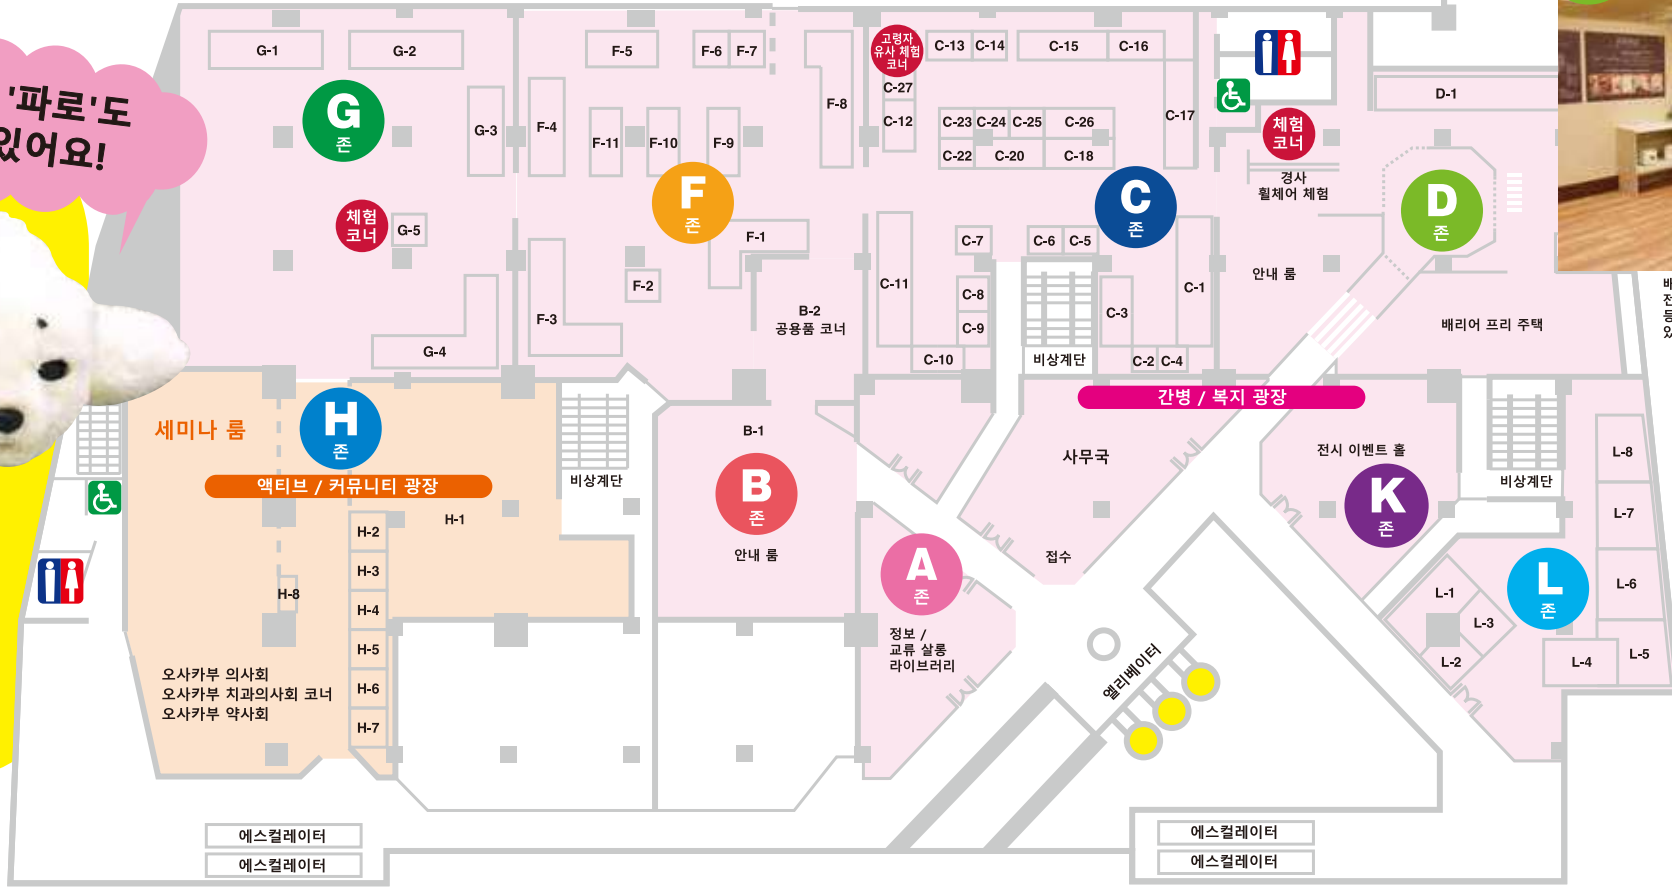 '파로'도
있어요!
G-1
G-2
G-3
G
존
체험
코너
G-5
G-4
F-5
F-6
F-7
F-8
F-4
F-11
F-10
F-9
F
존
F-1
F-2
F-3
B-2
공용품 코너
고령자
유사 체험
코너
C-13
C-14
C-15
C-16
C-27
C-12
C-17
C-23
C-24
C-25
C-26
C-22
C-20
C-18
C
존
C-7
C-6
C-5
C-11
C-8
C-9
C-10
C-3
C-1
C-2
C-4
비상계단
D-1
체험
코너
경사
휠체어 체험
D
존
안내 룸
배리어 프리 주택
간병 / 복지 광장
세미나 룸
H
존
액티브 / 커뮤니티 광장
H-1
H-2
H-3
H-4
H-5
H-6
H-7
H-8
오사카부 의사회
오사카부 치과의사회 코너
오사카부 약사회
비상계단
B-1
B
존
안내 룸
사무국
접수
A
존
정보 /
교류 살롱
라이브러리
전시 이벤트 홀
K
존
비상계단
L-8
L-7
L-6
L-5
L-4
L-1
L-3
L-2
L
존
엘리베이터
에스컬레이터
에스컬레이터
에스컬레이터
에스컬레이터